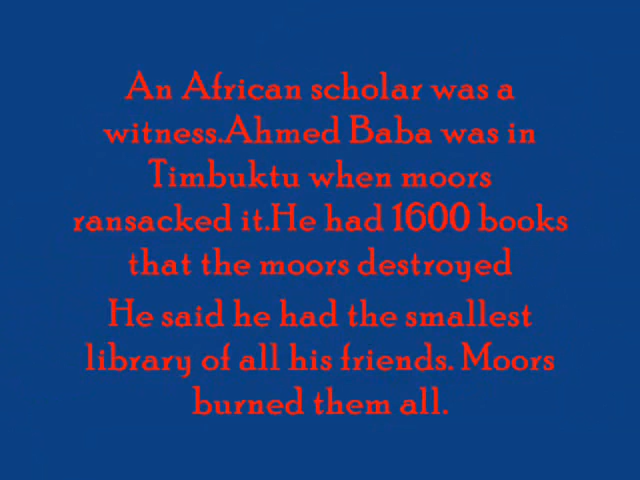 An African scholar was a
witness.Ahmed Baba was in
Timbuktu when moors
ransacked it.He had 1600 books
that the moors destroyed
He said he had the smallest
library of all his friends. Moors
burned them all.